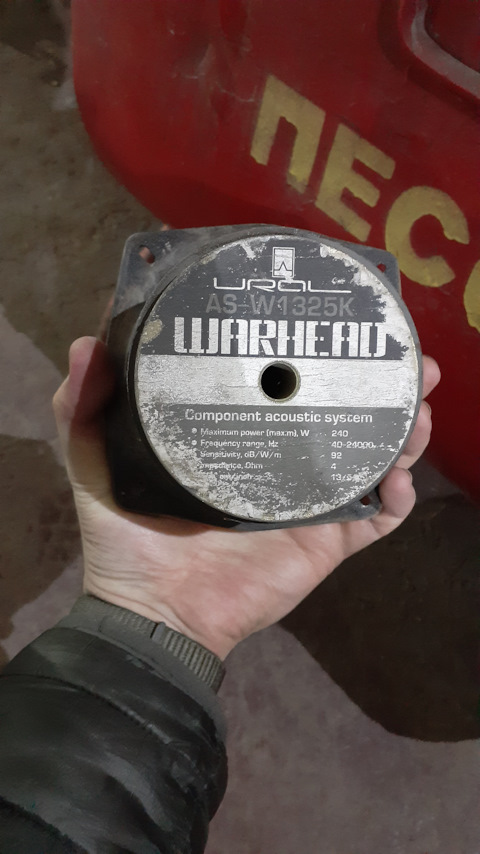 ПЕС
URAL
AS-W1325K
WARHEAD
Component acoustic system
Maximum power (max.m), W 240
Frequency range, Hz 40-24000
Sensitivity, dB/W/m 92
Impedance, Ohm 4